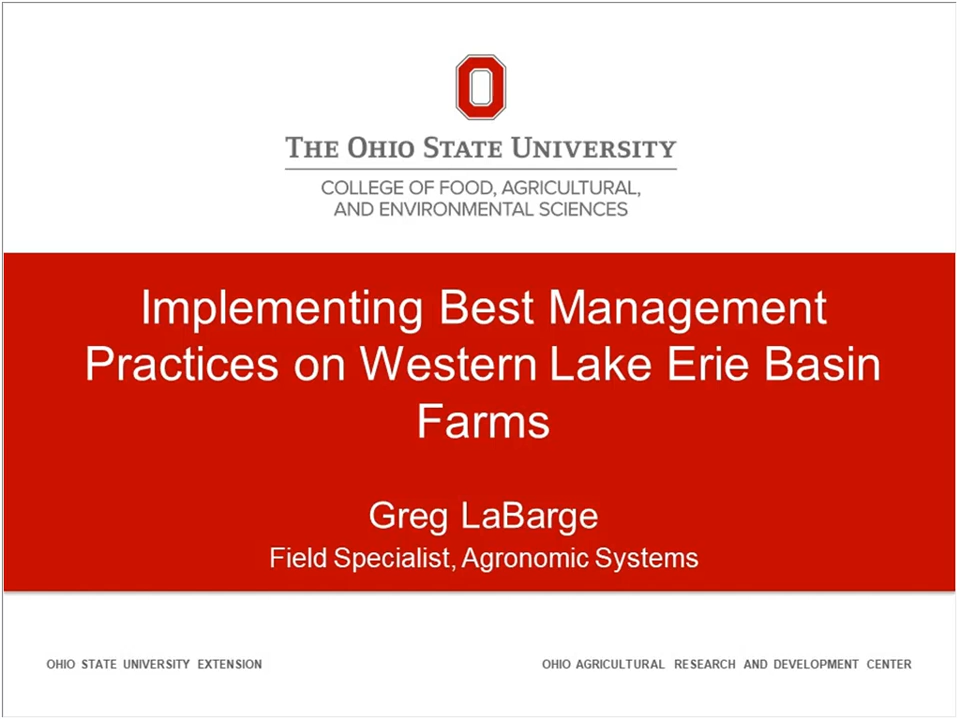 THE OHIO STATE UNIVERSITY
COLLEGE OF FOOD, AGRICULTURAL,
AND ENVIRONMENTAL SCIENCES
Implementing Best Management
Practices on Western Lake Erie Basin
Farms
Greg LaBarge
Field Specialist, Agronomic Systems
OHIO STATE UNIVERSITY EXTENSION
OHIO AGRICULTURAL RESEARCH AND DEVELOPMENT CENTER